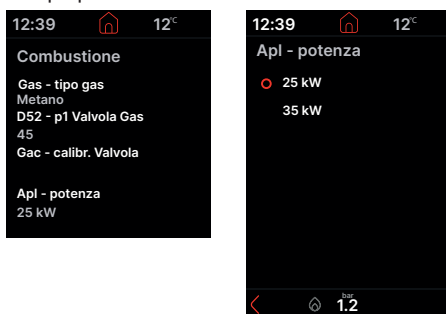 12:39 12°C
Combustione
Gas - tipo gas
Metano
D52 - p1 Valvola Gas
45
Gac - calibr. Valvola
Apl - potenza
25 kW
12:39 12°C
Apl - potenza
25 kW
35 kW
bar
1.2